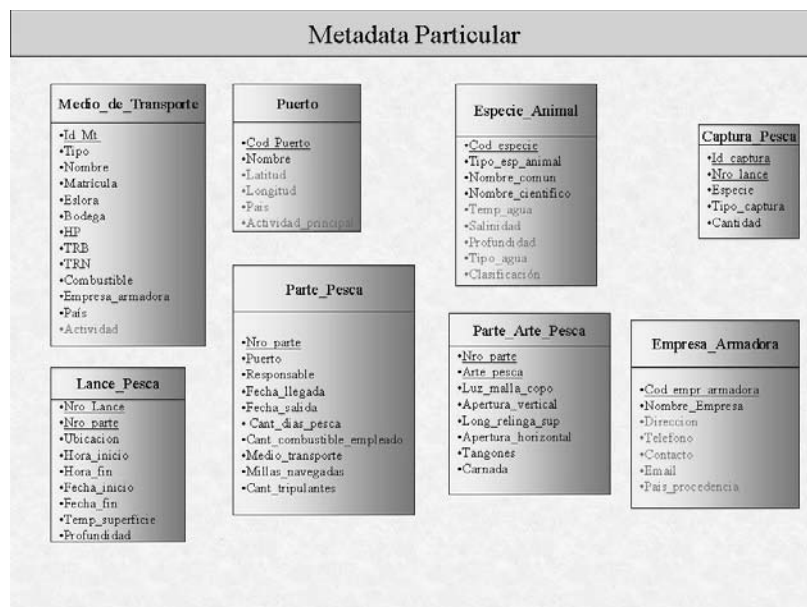 Metadata Particular
Medio_de_Transporte
•Id_Mt
•Tipo
•Nombre
•Matrícula
•Eslora
•Bodega
•HP
•TRB
•TRN
•Combustible
•Empresa_armadora
•País
•Actividad
Puerto
•Cod_Puerto
•Nombre
•Latitud
•Longitud
•País
•Actividad_principal
Especie_Animal
•Cod_especie
•Tipo_esp_animal
•Nombre_comun
•Nombre_cientifico
•Temp_agua
•Salinidad
•Profundidad
•Tipo_agua
•Clasificación
Captura_Pesca
•Id_captura
•Nro_lance
•Especie
•Tipo_captura
•Cantidad
Lance_Pesca
•Nro_Lance
•Nro_parte
•Ubicacion
•Hora_inicio
•Hora_fin
•Fecha_inicio
•Fecha_fin
•Temp_superficie
•Profundidad
Parte_Pesca
•Nro_parte
•Puerto
•Responsable
•Fecha_llegada
•Fecha_salida
• Cant_dias_pesca
•Cant_combustible_empleado
•Medio_transporte
•Millas_navegadas
•Cant_tripulantes
Parte_Arte_Pesca
•Nro_parte
•Arte_pesca
•Luz_malla_copo
•Apertura_vertical
•Long_relinga_sup
•Apertura_horizontal
•Tangones
•Carnada
Empresa_Armadora
•Cod_empr_armadora
•Nombre_Empresa
•Direccion
•Telefono
•Contacto
•Email
•Pais_procedencia